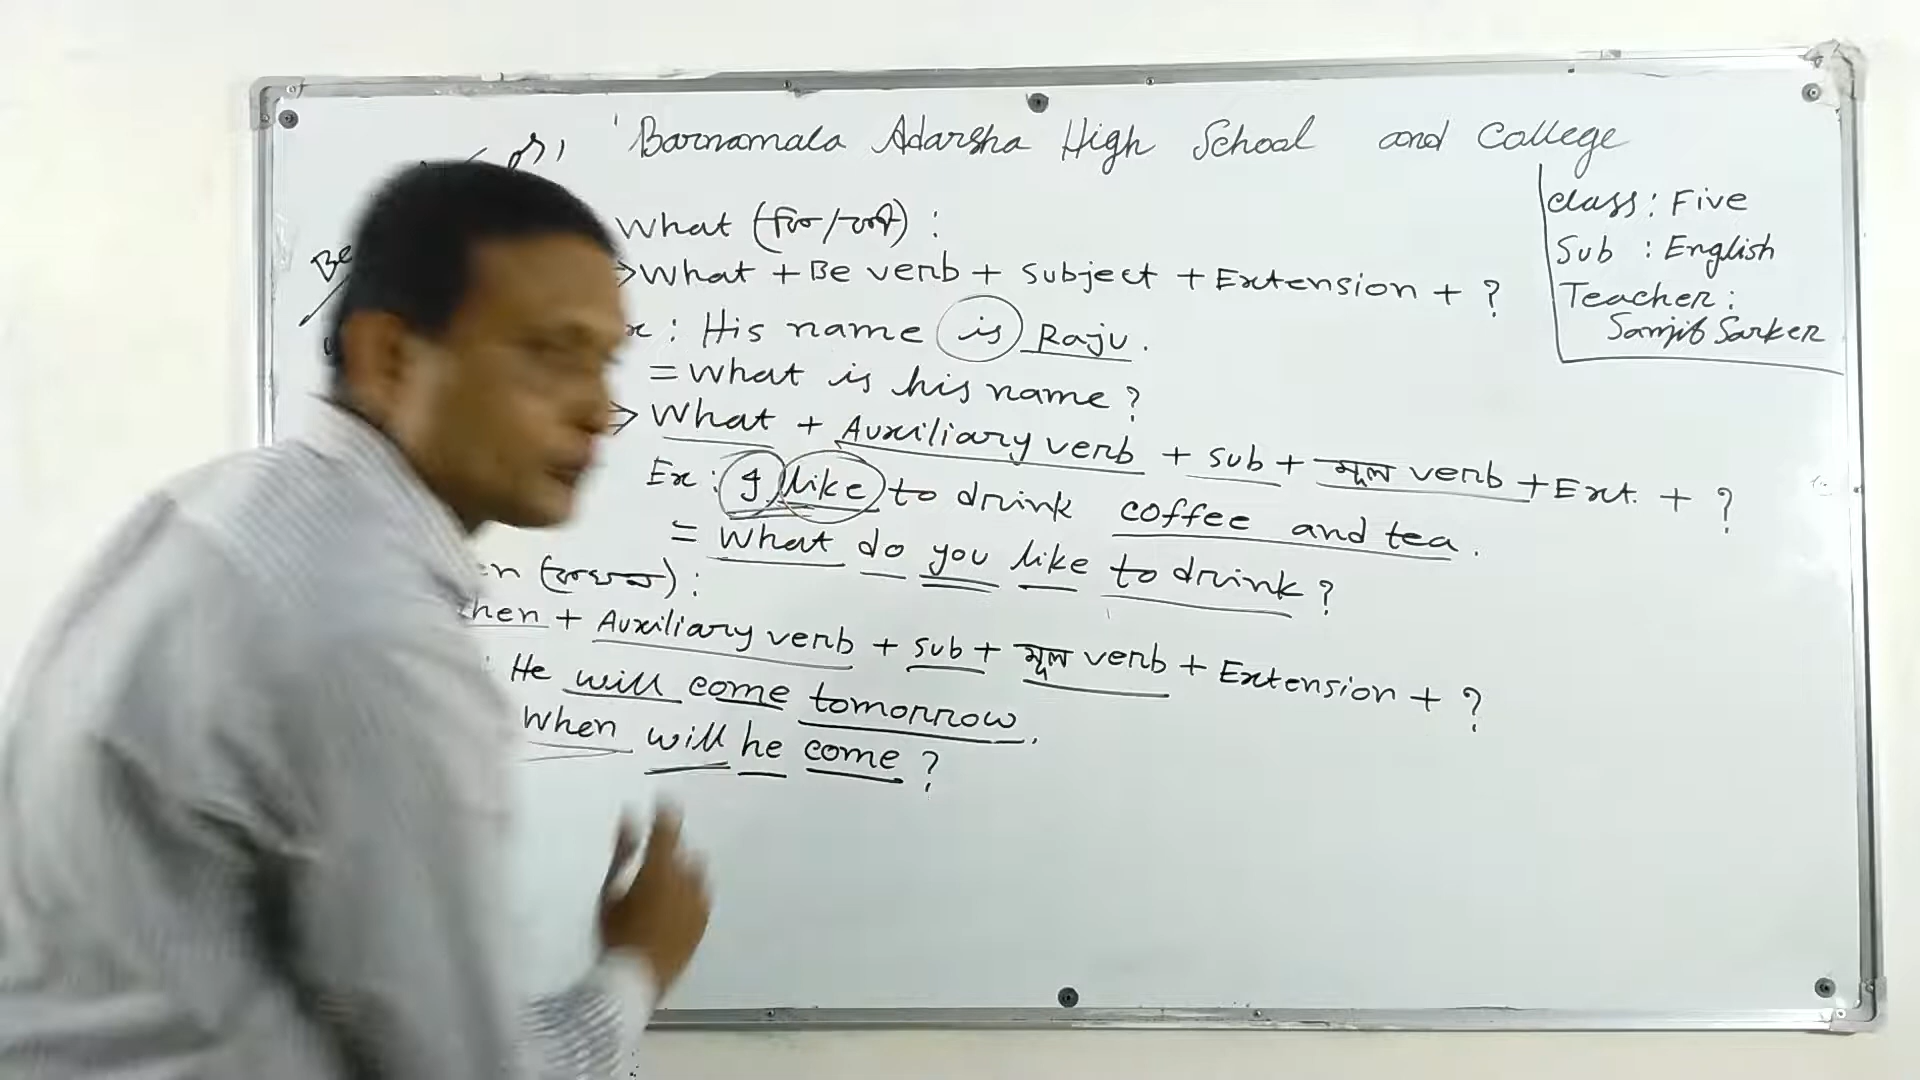 Barnamala Adarsha High School and College
Class: Five
Sub : English
Teacher:
Sanjit Sarker
Be
What (কি/কী) :
→ What + Be verb + Subject + Extension + ?
: His name is Raju.
= What is his name?
→ What + Auxiliary verb + Sub + মূল verb + Ext. + ?
Ex : I like to drink coffee and tea.
= What do you like to drink?
(কখন) :
+ Auxiliary verb + Sub + মূল verb + Extension + ?
: He will come tomorrow.
When will he come?